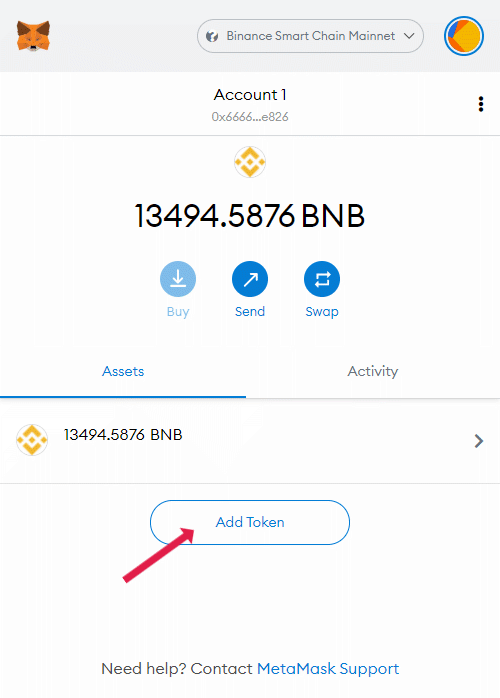 Binance Smart Chain Mainnet
Account 1
0x6666...e826
13494.5876 BNB
Buy Send Swap
Assets Activity
13494.5876 BNB
Add Token
Need help? Contact MetaMask Support